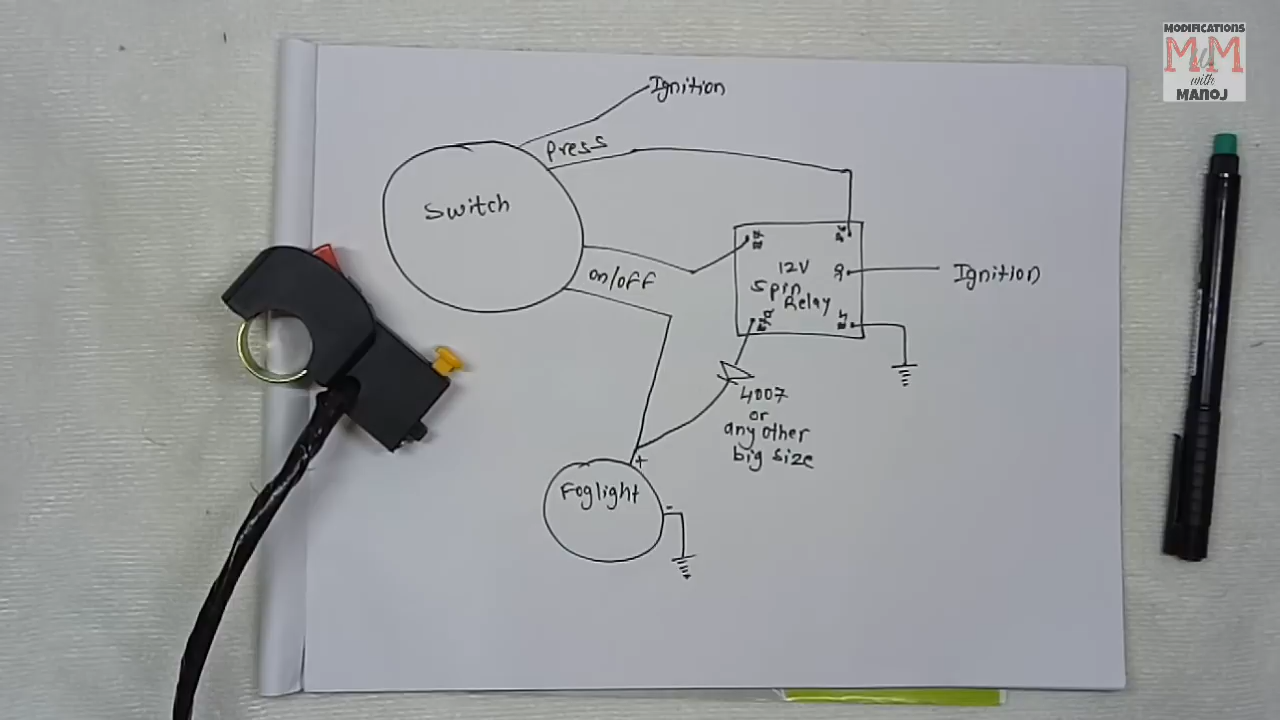 MODIFICATIONS
MM
with
MANOJ
Ignition
Press
Switch
on/off
12V
5pin
Relay
Ignition
4007
or
any other
big size
+
Foglight
-